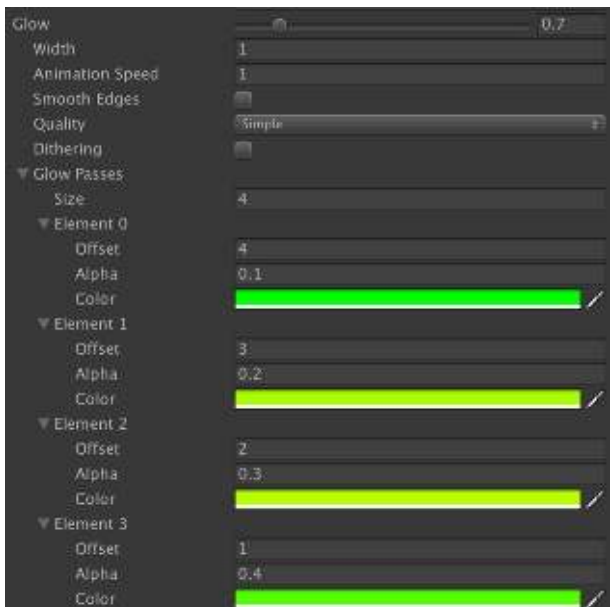 Glow 0.7
Width 1
Animation Speed 1
Smooth Edges
Quality Simple
Dithering
Glow Passes
Size 4
Element 0
Offset 4
Alpha 0.1
Color
Element 1
Offset 3
Alpha 0.2
Color
Element 2
Offset 2
Alpha 0.3
Color
Element 3
Offset 1
Alpha 0.4
Color